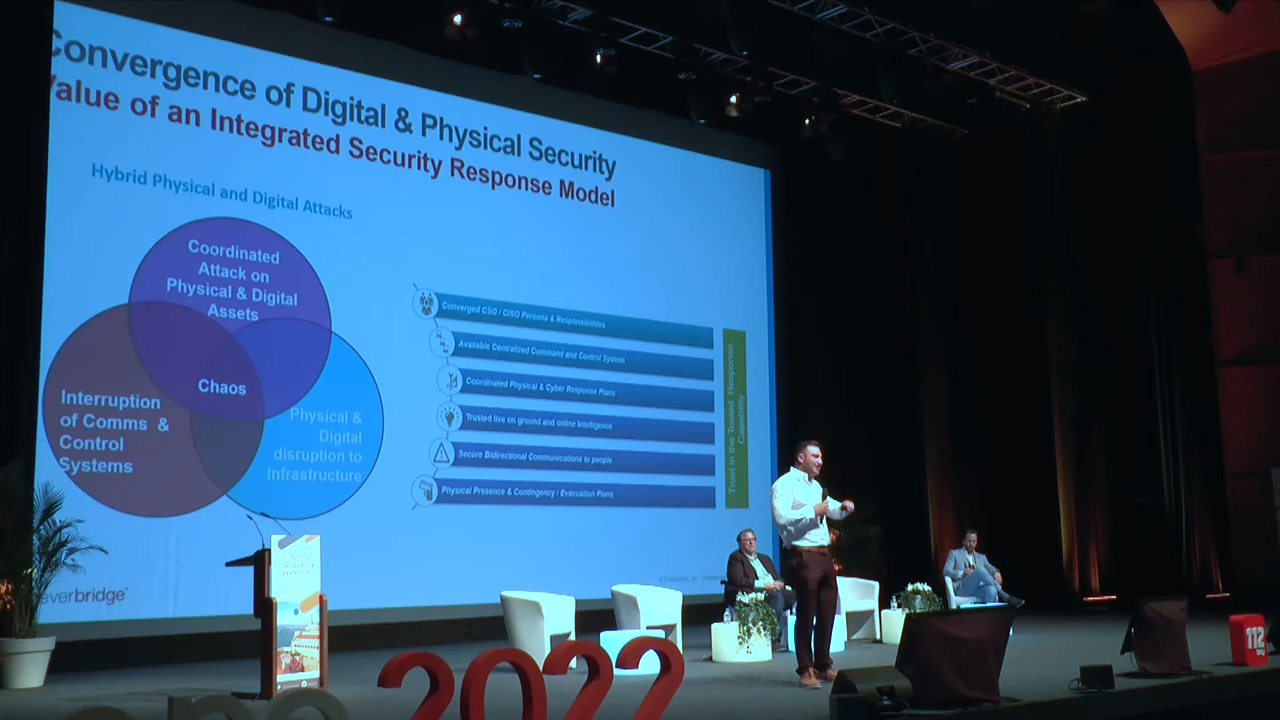 Convergence of Digital & Physical Security
Value of an Integrated Security Response Model
Hybrid Physical and Digital Attacks
Coordinated
Attack on
Physical & Digital
Assets
Chaos
Interruption
of Comms &
Control
Systems
Physical &
Digital
disruption to
Infrastructure
Converged CSO / CISO Persona & Responsibilities
Available Centralized Command and Control System
Coordinated Physical & Cyber Response Plans
Trusted live on ground and online Intelligence
Secure Bidirectional Communications to people
Physical Presence & Contingency / Evacuation Plans
Trust in the Tested Response
Capability
everbridge®
2022
112